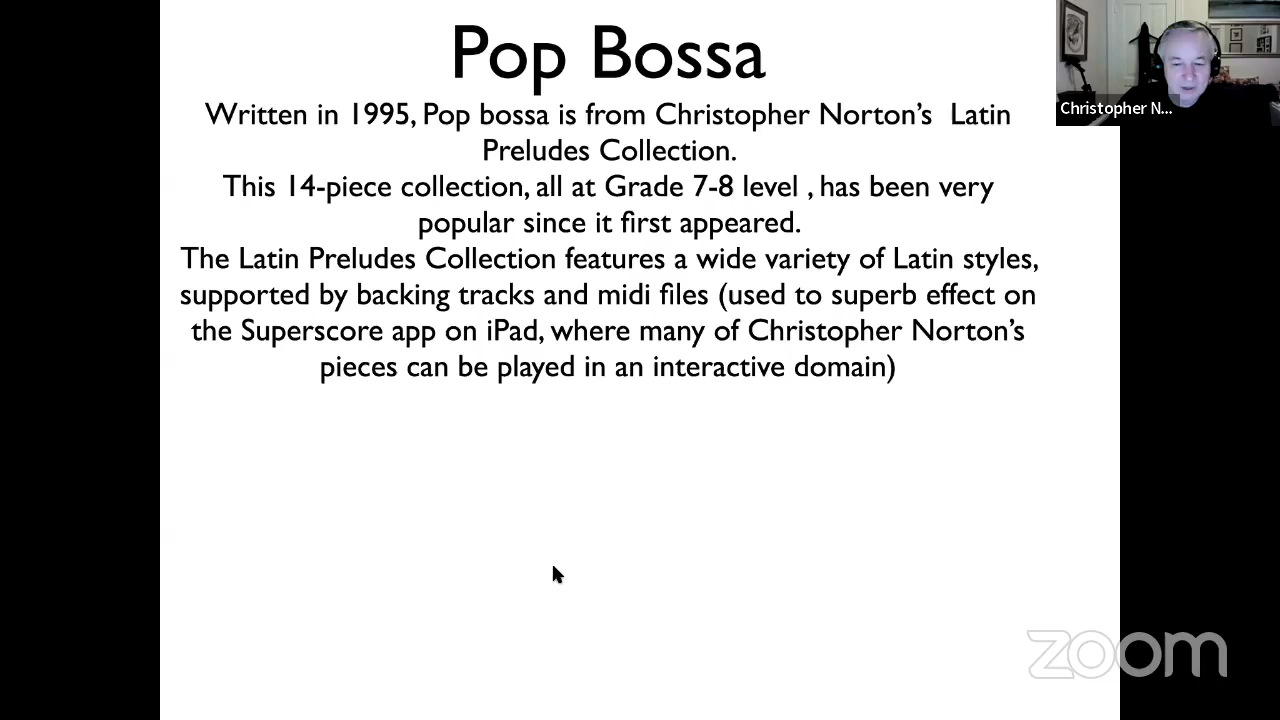 Pop Bossa
Written in 1995, Pop bossa is from Christopher Norton’s  Latin
Preludes Collection.
This 14-piece collection, all at Grade 7-8 level , has been very
popular since it first appeared.
The Latin Preludes Collection features a wide variety of Latin styles,
supported by backing tracks and midi files (used to superb effect on
the Superscore app on iPad, where many of Christopher Norton’s
pieces can be played in an interactive domain)
Christopher N...
zoom